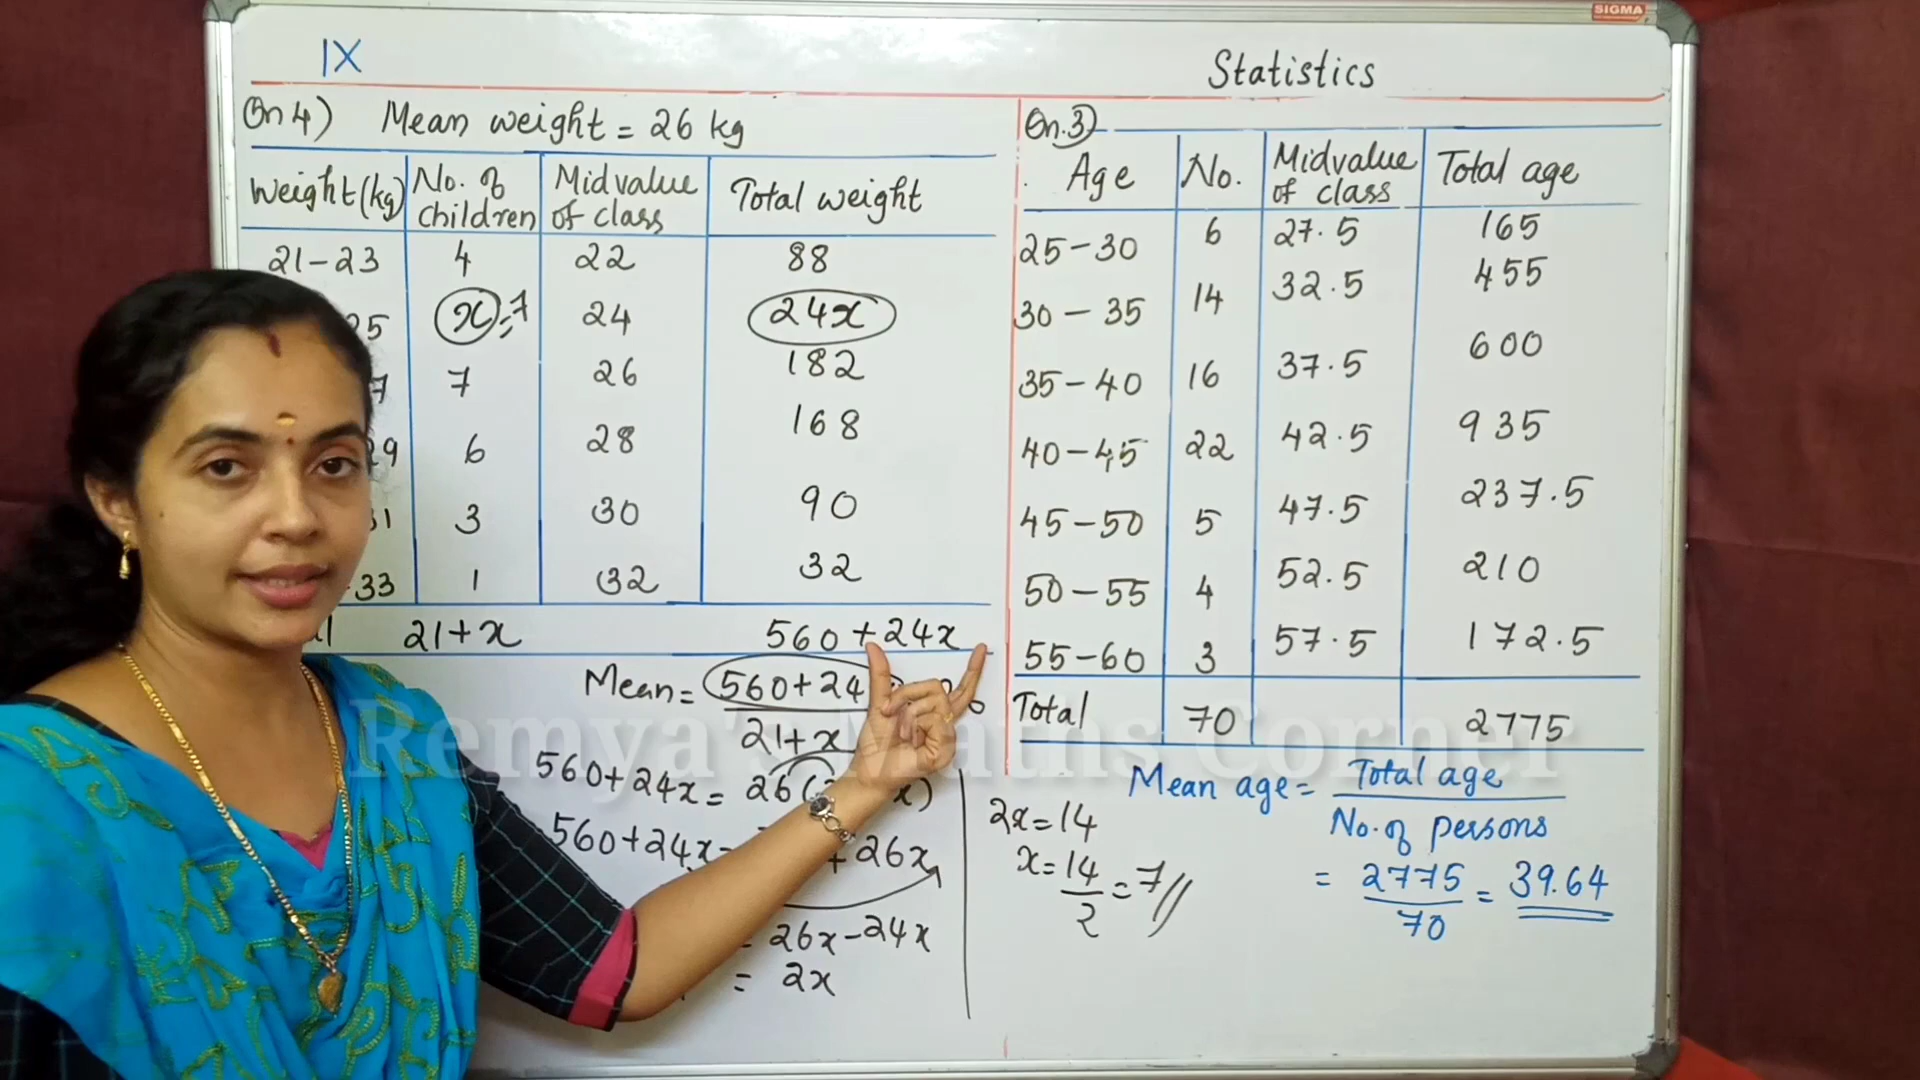 SIGMA
IX
Statistics
Qn 4) Mean weight = 26 kg
Weight(kg) No. of children Midvalue of class Total weight
21-23 4 22 88
25 x=7 24 24x
7 7 26 182
29 6 28 168
31 3 30 90
33 1 32 32
21+x 560+24x
Mean = 560+24
21+x
560+24x = 26( x)
560+24x = +26x
= 26x-24x
= 2x
2x=14
x=14/2=7//
Qn.3)
Age No. Midvalue of class Total age
25-30 6 27.5 165
30-35 14 32.5 455
35-40 16 37.5 600
40-45 22 42.5 935
45-50 5 47.5 237.5
50-55 4 52.5 210
55-60 3 57.5 172.5
Total 70 2775
Mean age = Total age
No. of persons
= 2775/70 = 39.64
Remya's Maths Corner